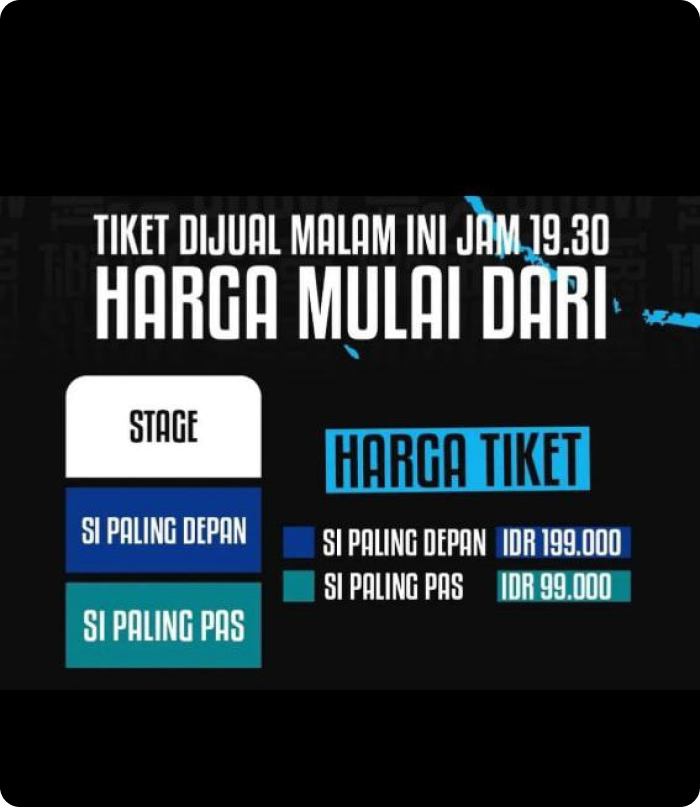 TIKET DIJUAL MALAM INI JAM 19.30
HARGA MULAI DARI
STAGE
SI PALING DEPAN
SI PALING PAS
HARGA TIKET
SI PALING DEPAN IDR 199.000
SI PALING PAS IDR 99.000